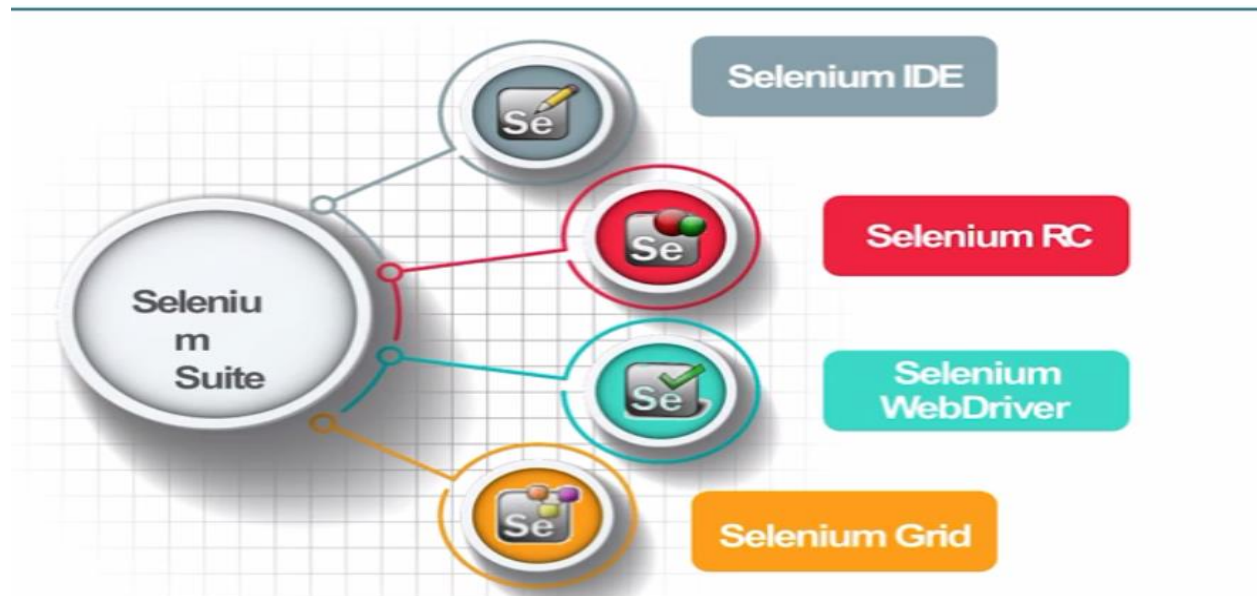 Selenium IDE
Se
Selenium RC
Se
Seleniu
m
Suite
Selenium
WebDriver
Se
Selenium Grid
Se